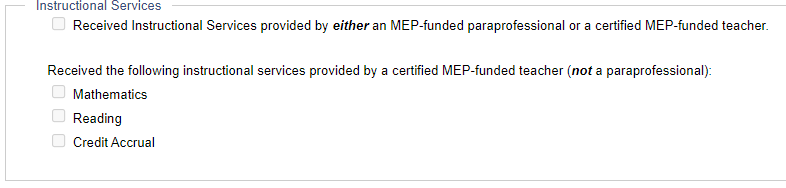 Instructional Services
Received Instructional Services provided by either an MEP-funded paraprofessional or a certified MEP-funded teacher.
Received the following instructional services provided by a certified MEP-funded teacher (not a paraprofessional):
Mathematics
Reading
Credit Accrual